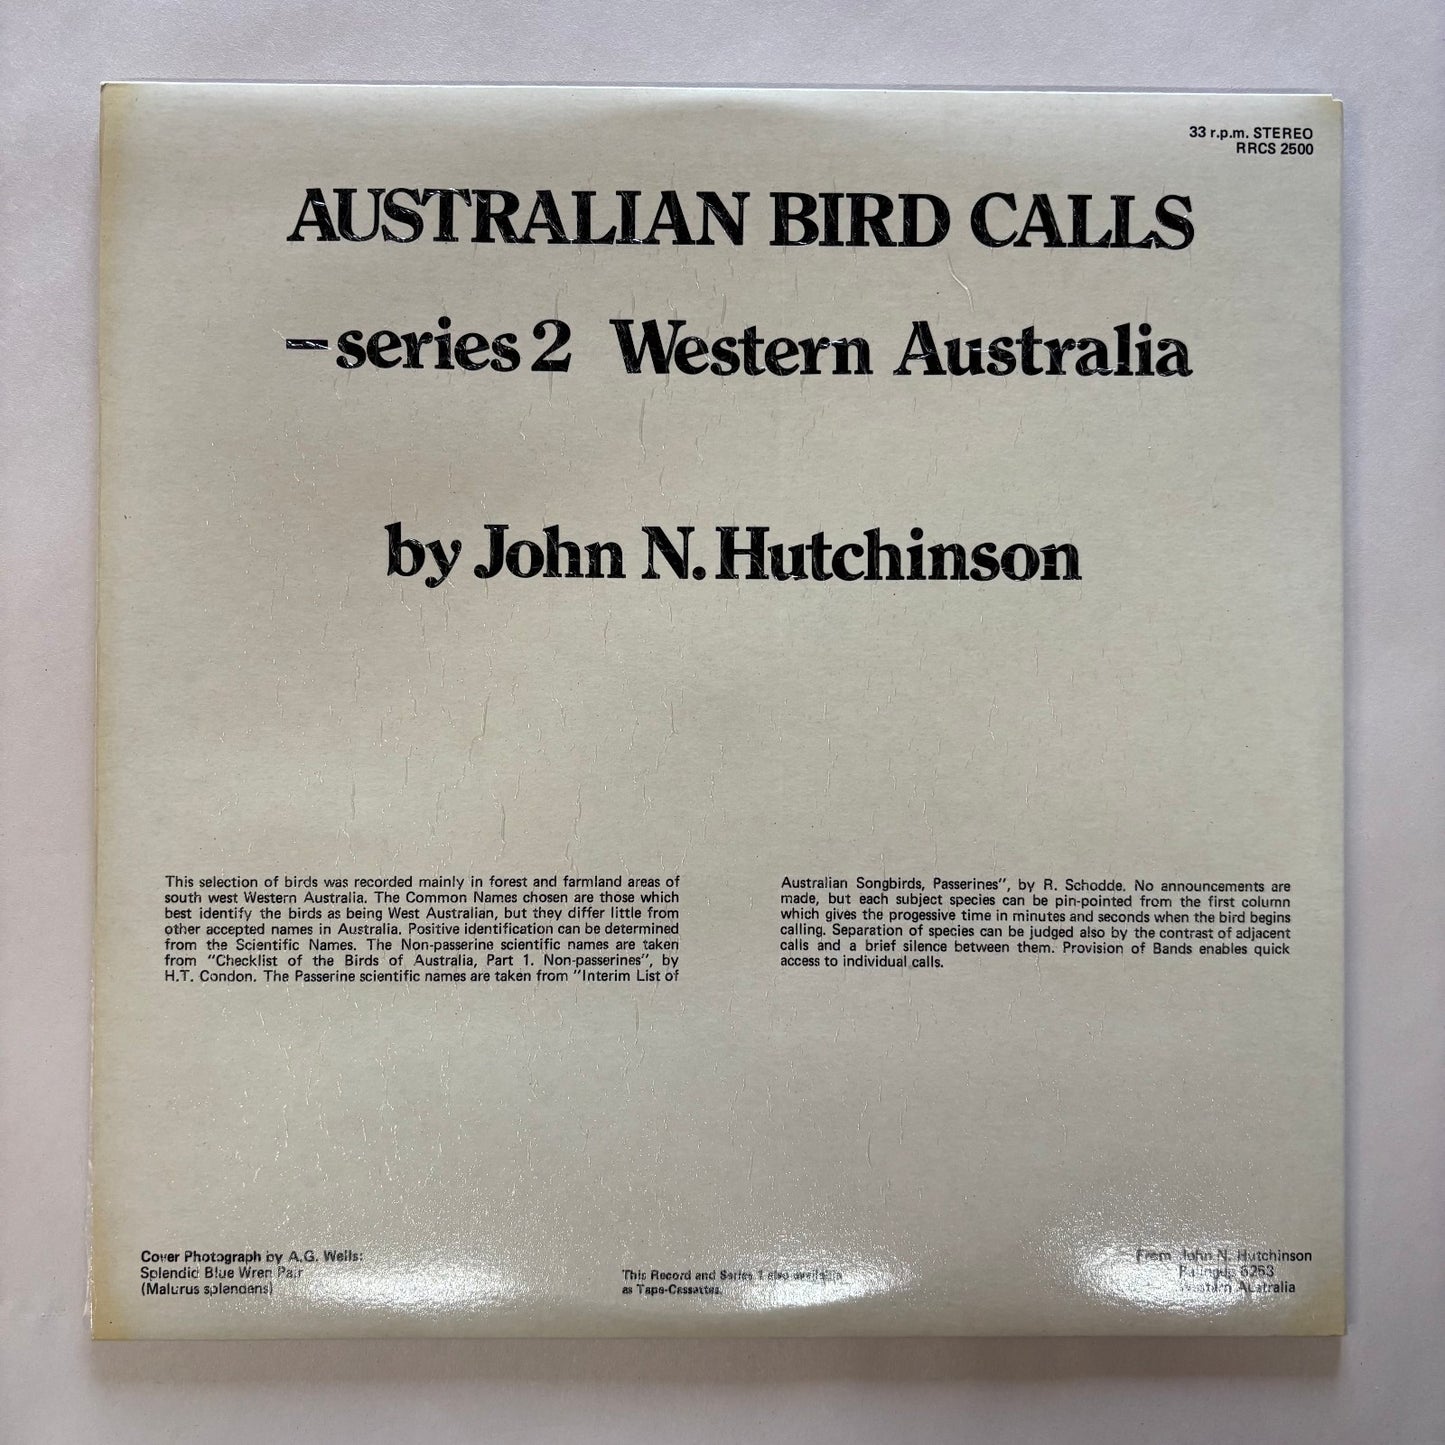 33 r.p.m. STEREO
RRCS 2500
AUSTRALIAN BIRD CALLS
–series 2 Western Australia
by John N. Hutchinson
This selection of birds was recorded mainly in forest and farmland areas of
south west Western Australia. The Common Names chosen are those which
best identify the birds as being West Australian, but they differ little from
other accepted names in Australia. Positive identification can be determined
from the Scientific Names. The Non-passerine scientific names are taken
from "Checklist of the Birds of Australia, Part 1. Non-passerines", by
H.T. Condon. The Passerine scientific names are taken from "Interim List of
Australian Songbirds, Passerines", by R. Schodde. No announcements are
made, but each subject species can be pin-pointed from the first column
which gives the progessive time in minutes and seconds when the bird begins
calling. Separation of species can be judged also by the contrast of adjacent
calls and a brief silence between them. Provision of Bands enables quick
access to individual calls.
Cover Photograph by A.G. Wells:
Splendid Blue Wren Pair
(Malurus splendens)
This Record and Series 1 also available
as Tape-Cassettes.
From John N. Hutchinson
6253
Western Australia